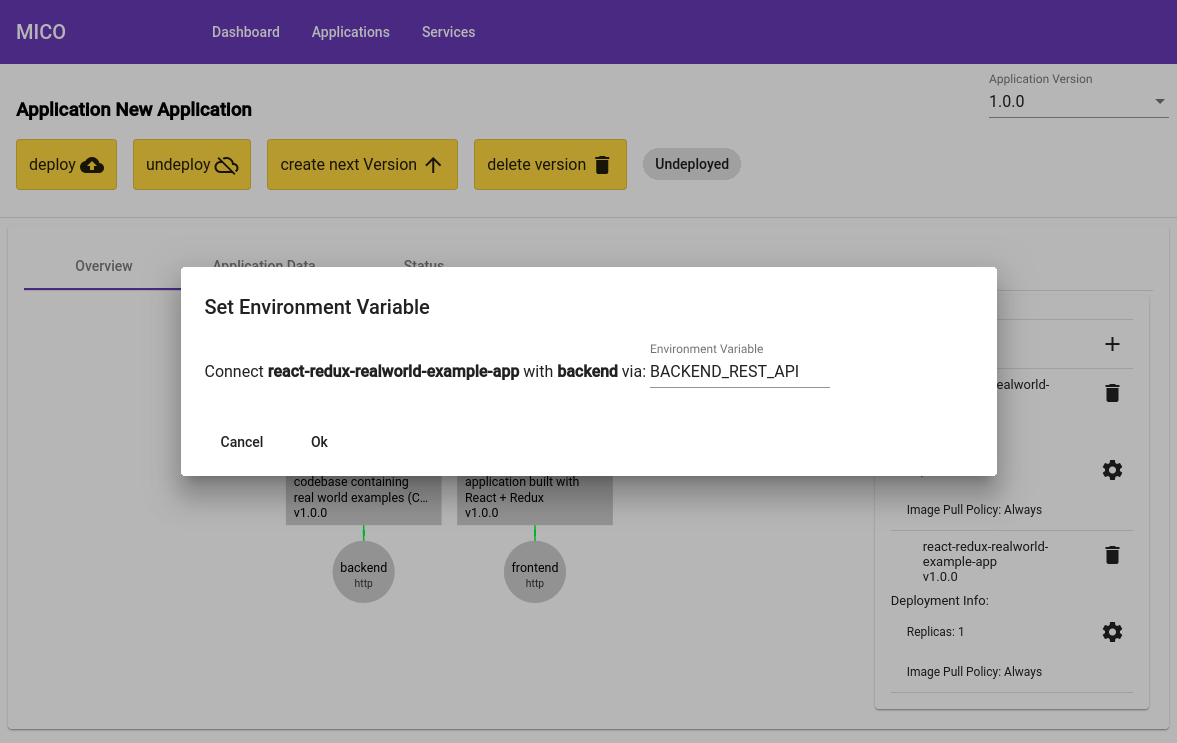 MICO
Dashboard
Applications
Services
Application New Application
Application Version
1.0.0
deploy
undeploy
create next Version
delete version
Undeployed
Overview
Application Data
Status
Set Environment Variable
Environment Variable
Connect react-redux-realworld-example-app with backend via: BACKEND_REST_API
Cancel
Ok
codebase containing
real world examples (C...
v1.0.0
application built with
React + Redux
v1.0.0
backend
http
frontend
http
ealworld-
Image Pull Policy: Always
react-redux-realworld-
example-app
v1.0.0
Deployment Info:
Replicas: 1
Image Pull Policy: Always